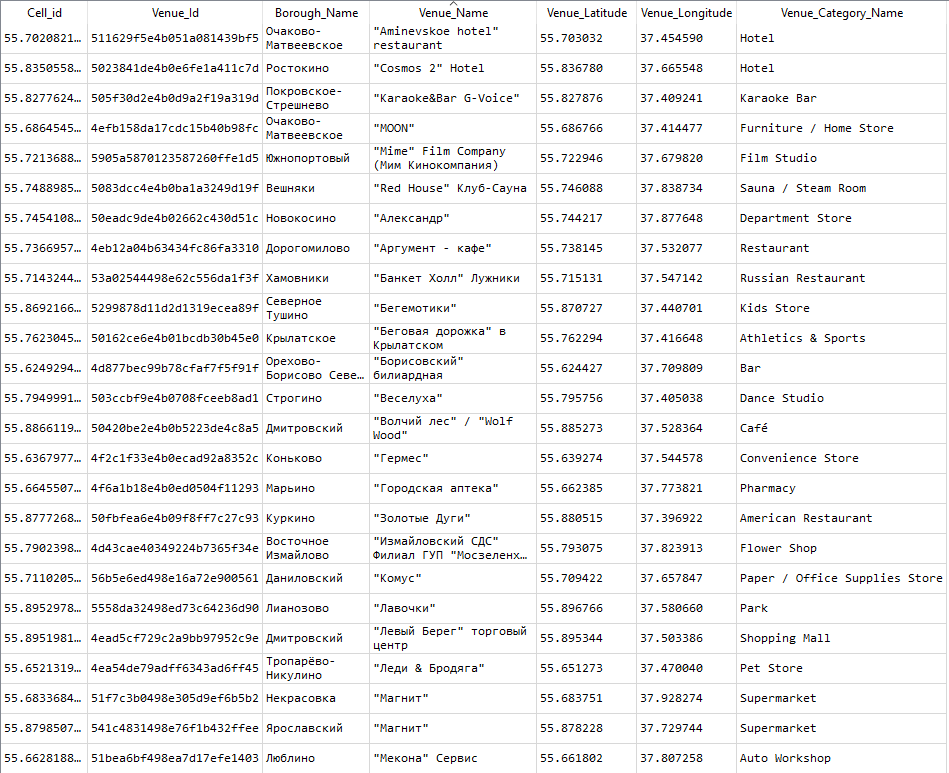 Cell_id Venue_Id Borough_Name Venue_Name Venue_Latitude Venue_Longitude Venue_Category_Name
55.7020821… 511629f5e4b051a081439bf5 Очаково-Матвеевское "Aminevskoe hotel" restaurant 55.703032 37.454590 Hotel
55.8350558… 5023841de4b0e6fe1a411c7d Ростокино "Cosmos 2" Hotel 55.836780 37.665548 Hotel
55.8277624… 505f30d2e4b0d9a2f19a319d Покровское-Стрешнево "Karaoke&Bar G-Voice" 55.827876 37.409241 Karaoke Bar
55.6864545… 4efb158da17cdc15b40b98fc Очаково-Матвеевское "MOON" 55.686766 37.414477 Furniture / Home Store
55.7213688… 5905a5870123587260ffe1d5 Южнопортовый "Mime" Film Company (Мим Кинокомпания) 55.722946 37.679820 Film Studio
55.7488985… 5083dcc4e4b0ba1a3249d19f Вешняки "Red House" Клуб-Сауна 55.746088 37.838734 Sauna / Steam Room
55.7454108… 50eadc9de4b02662c430d51c Новокосино "Александр" 55.744217 37.877648 Department Store
55.7366957… 4eb12a04b63434fc86fa3310 Дорогомилово "Аргумент - кафе" 55.738145 37.532077 Restaurant
55.7143244… 53a02544498e62c556da1f3f Хамовники "Банкет Холл" Лужники 55.715131 37.547142 Russian Restaurant
55.8692166… 5299878d11d2d1319ecea89f Северное Тушино "Бегемотики" 55.870727 37.440701 Kids Store
55.7623045… 50162ce6e4b01bcdb30b45e0 Крылатское "Беговая дорожка" в Крылатском 55.762294 37.416648 Athletics & Sports
55.6249294… 4d877bec99b78cfaf7f5f91f Орехово-Борисово Севе… "Борисовский" билиардная 55.624427 37.709809 Bar
55.7949991… 503ccbf9e4b0708fceeb8ad1 Строгино "Веселуха" 55.795756 37.405038 Dance Studio
55.8866119… 50420be2e4b0b5223de4c8a5 Дмитровский "Волчий лес" / "Wolf Wood" 55.885273 37.528364 Café
55.6367977… 4f2c1f33e4b0ecad92a8352c Коньково "Гермес" 55.639274 37.544578 Convenience Store
55.6645507… 4f6a1b18e4b0ed0504f11293 Марьино "Городская аптека" 55.662385 37.773821 Pharmacy
55.8777268… 50fbfea6e4b09f8ff7c27c93 Куркино "Золотые Дуги" 55.880515 37.396922 American Restaurant
55.7902398… 4d43cae40349224b7365f34e Восточное Измайлово "Измайловский СДС" Филиал ГУП "Мосзеленх… 55.793075 37.823913 Flower Shop
55.7110205… 56b5e6ed498e16a72e900561 Даниловский "Комус" 55.709422 37.657847 Paper / Office Supplies Store
55.8952978… 5558da32498ed73c64236d90 Лианозово "Лавочки" 55.896766 37.580660 Park
55.8951981… 4ead5cf729c2a9bb97952c9e Дмитровский "Левый Берег" торговый центр 55.895344 37.503386 Shopping Mall
55.6521319… 4ea54de79adff6343ad6ff45 Тропарёво-Никулино "Леди & Бродяга" 55.651273 37.470040 Pet Store
55.6833684… 51f7c3b0498e305d9ef6b5b2 Некрасовка "Магнит" 55.683751 37.928274 Supermarket
55.8798507… 541c4831498e76f1b432ffee Ярославский "Магнит" 55.878228 37.729744 Supermarket
55.6628188… 51bea6bf498ea7d17efe1403 Люблино "Мекона" Сервис 55.661802 37.807258 Auto Workshop